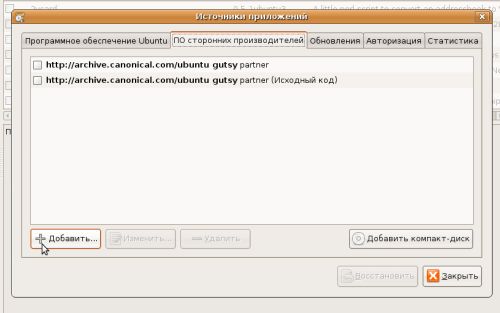 Источники приложений
Программное обеспечение Ubuntu
ПО сторонних производителей
Обновления
Авторизация
Статистика
http://archive.canonical.com/ubuntu gutsy partner
http://archive.canonical.com/ubuntu gutsy partner (Исходный код)
Добавить...
Изменить...
Удалить
Добавить компакт-диск
Восстановить
Закрыть